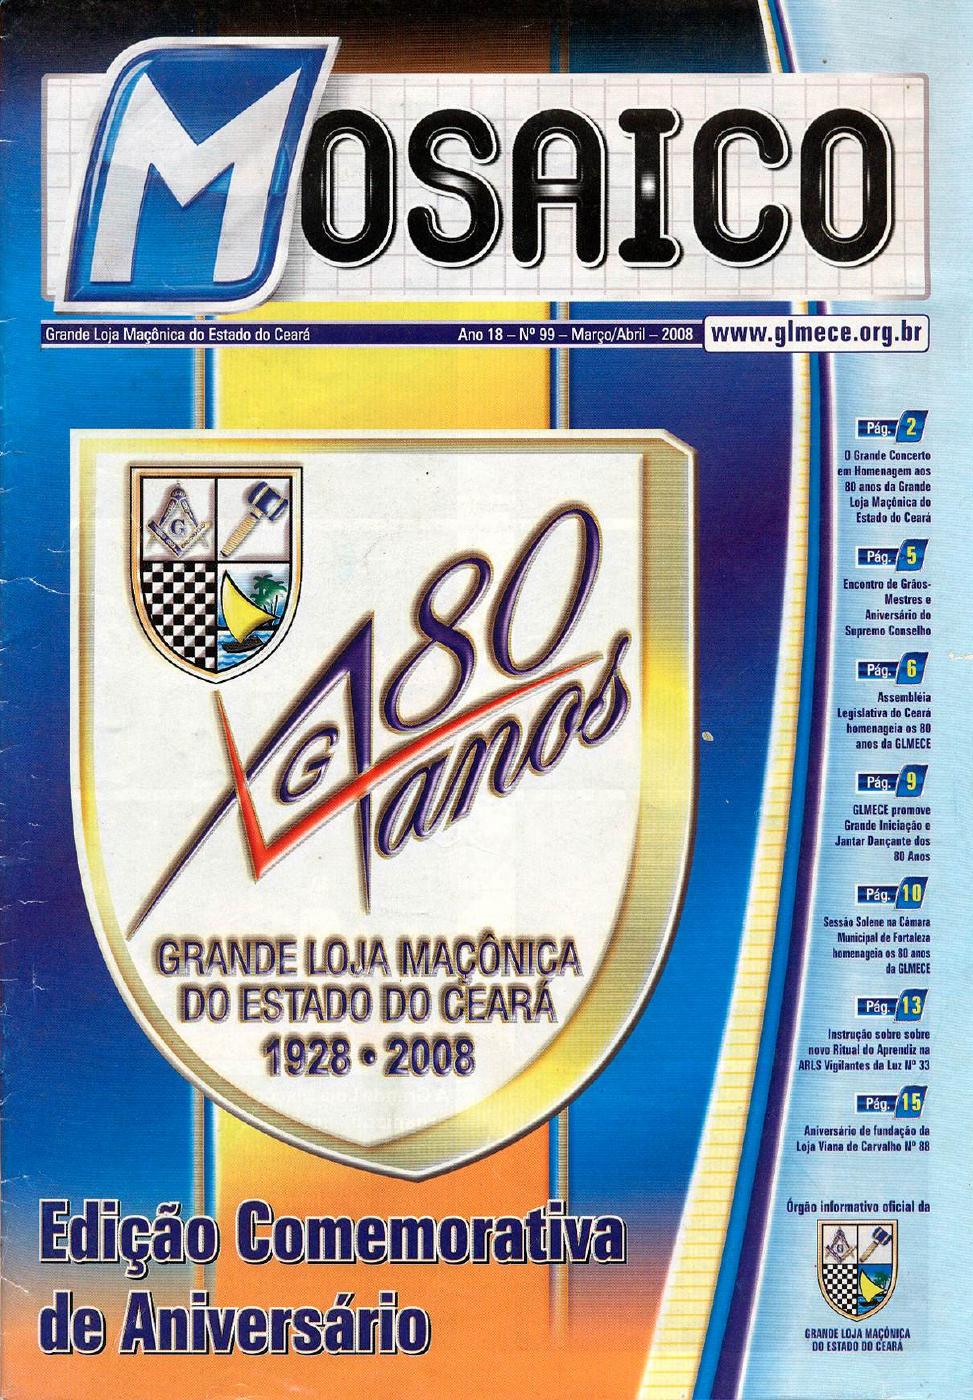 MOSAICO
Grande Loja Maçônica do Estado do Ceará
Ano 18 – Nº 99 – Março/Abril – 2008
www.glmece.org.br
G
G 80
anos
GRANDE LOJA MAÇÔNICA
DO ESTADO DO CEARÁ
1928 • 2008
Edição Comemorativa
de Aniversário
Pág. 2
O Grande Concerto
em Homenagem aos
80 anos da Grande
Loja Maçônica do
Estado do Ceará
Pág. 5
Encontro de Grãos-
Mestres e
Aniversário do
Supremo Conselho
Pág. 6
Assembléia
Legislativa do Ceará
homenageia os 80
anos da GLMECE
Pág. 9
GLMECE promove
Grande Iniciação e
Jantar Dançante dos
80 Anos
Pág. 10
Sessão Solene na Câmara
Municipal de Fortaleza
homenageia os 80 anos
da GLMECE
Pág. 13
Instrução sobre sobre
novo Ritual do Aprendiz na
ARLS Vigilantes da Luz Nº 33
Pág. 15
Aniversário de fundação da
Loja Viana de Carvalho Nº 88
Órgão informativo oficial da
G
GRANDE LOJA MAÇÔNICA
DO ESTADO DO CEARÁ